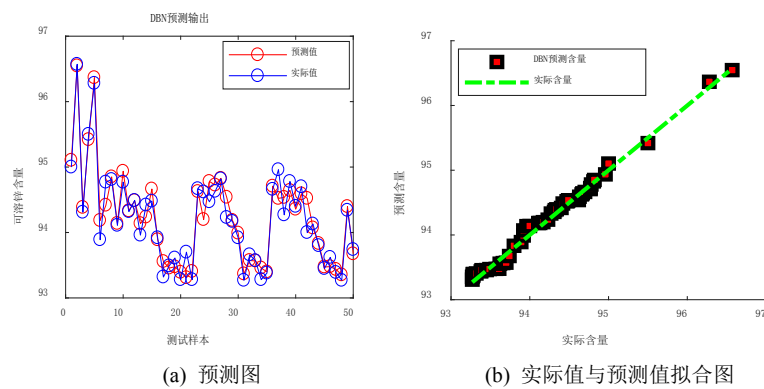 DBN预测输出
97
96
95
94
93
可溶锌含量
预测值
实际值
0
10
20
30
40
50
测试样本
(a) 预测图
97
96
95
94
93
预测含量
DBN预测含量
实际含量
93
94
95
96
97
实际含量
(b) 实际值与预测值拟合图